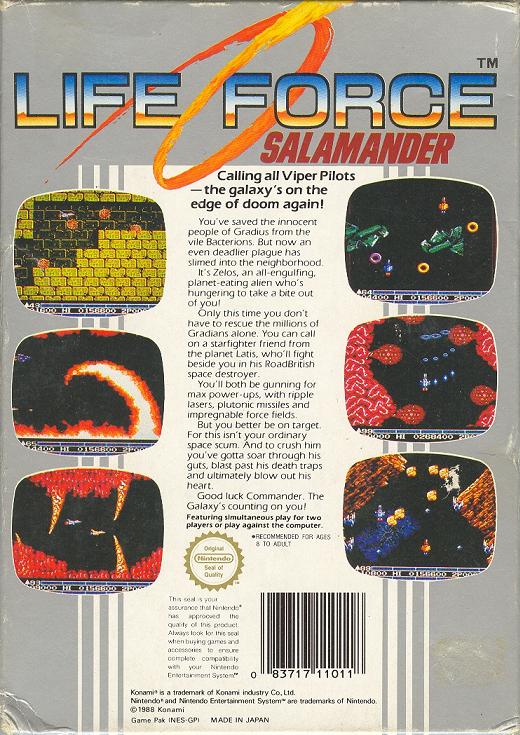 LIFE FORCE TM
SALAMANDER
Calling all Viper Pilots
—the galaxy's on the
edge of doom again!
You've saved the innocent
people of Gradius from the
vile Bacterions. But now an
even deadlier plague has
slimed into the neighborhood.
It's Zelos, an all-engulfing,
planet-eating alien who's
hungering to take a bite out
of you!
Only this time you don't
have to rescue the millions of
Gradians alone. You can call
on a starfighter friend from
the planet Latis, who'll fight
beside you in his RoadBritish
space destroyer.
You'll both be gunning for
max power-ups, with ripple
lasers, plutonic missiles and
impregnable force fields.
But you better be on target.
For this isn't your ordinary
space scum. And to crush him
you've gotta soar through his
guts, blast past his death traps
and ultimately blow out his
heart.
Good luck Commander. The
Galaxy's counting on you!
Featuring simultaneous play for two
players or play against the computer.
•RECOMMENDED FOR AGES
8 TO ADULT
Original
Nintendo
Seal of
Quality
This seal is your
assurance that Nintendo®
has approved the
quality of this product.
Always look for this seal
when buying games and
accessories to ensure
complete compatibility
with your Nintendo
Entertainment System™
0 83717 11011
Konami® is a trademark of Konami industry Co, Ltd.
Nintendo® and Nintendo Entertainment System™ are trademarks of Nintendo.
©1988 Konami
Game Pak (NES-GP) MADE IN JAPAN